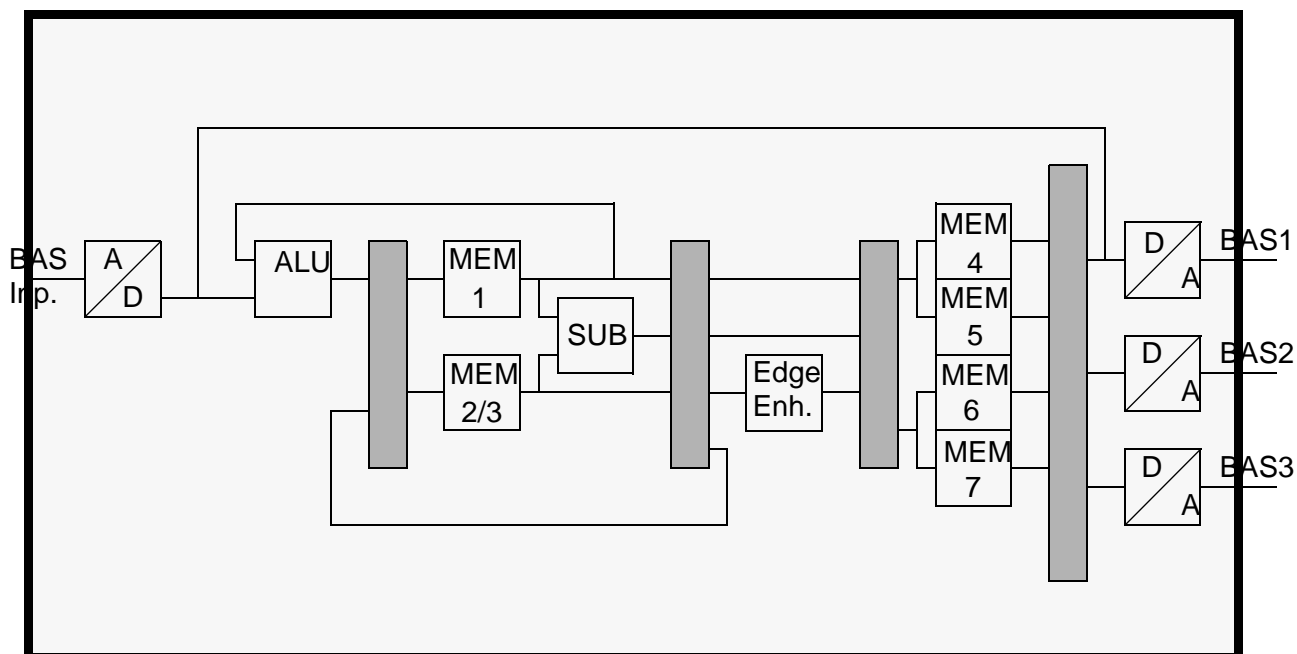 BAS
Inp.
A
D
ALU
MEM
1
MEM
2/3
SUB
Edge
Enh.
MEM
4
MEM
5
MEM
6
MEM
7
D
A
BAS1
D
A
BAS2
D
A
BAS3